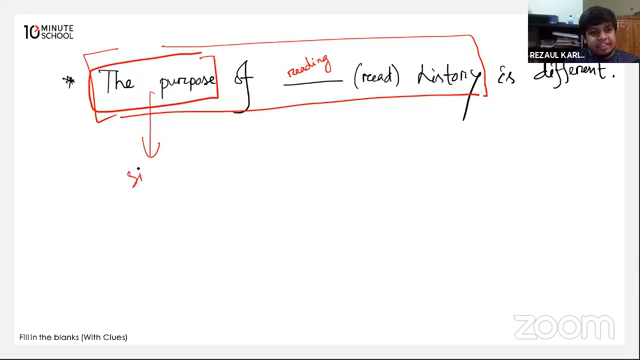 10 MINUTE SCHOOL
REZAUL KARI...
* The purpose of reading (read) history is different.
si
Fill in the blanks (With Clues)
zoom